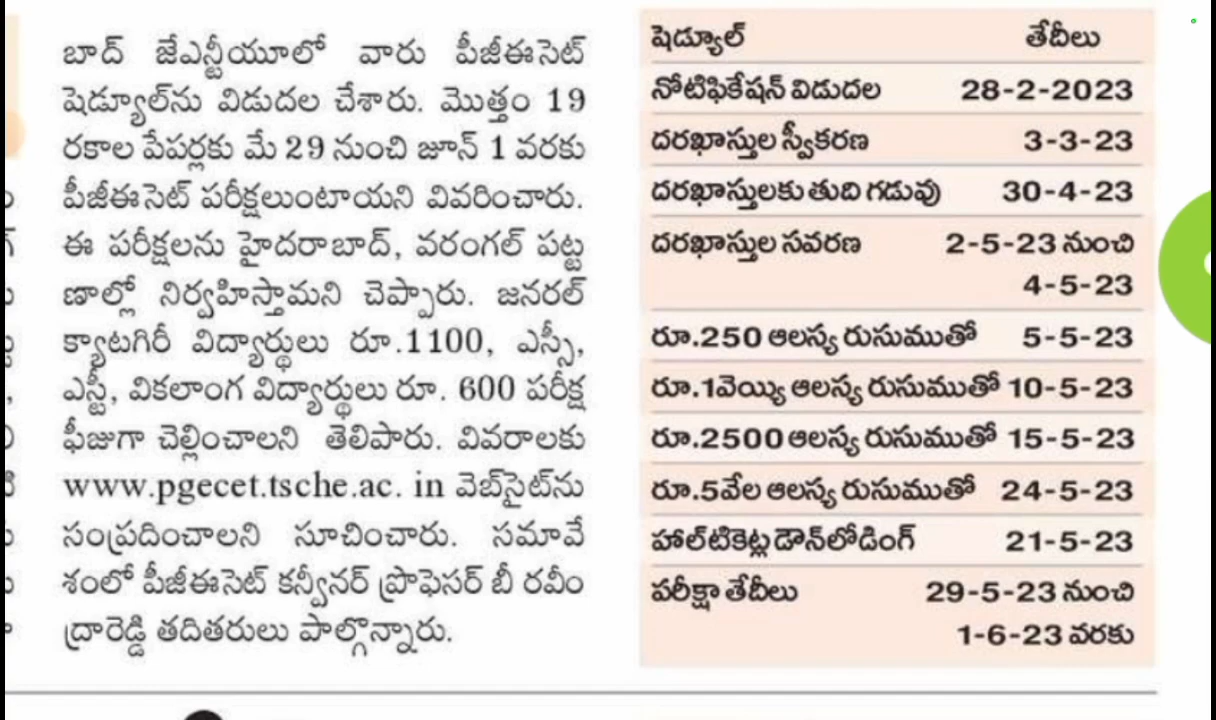 బాద్ జేఎన్టీయూలో వారు పీజీఈసెట్
షెడ్యూల్‌ను విడుదల చేశారు. మొత్తం 19
రకాల పేపర్లకు మే 29 నుంచి జూన్ 1 వరకు
పీజీఈసెట్ పరీక్షలుంటాయని వివరించారు.
ఈ పరీక్షలను హైదరాబాద్, వరంగల్ పట్ట
ణాల్లో నిర్వహిస్తామని చెప్పారు. జనరల్
క్యాటగిరీ విద్యార్థులు రూ.1100, ఎస్సీ,
ఎస్టీ, వికలాంగ విద్యార్థులు రూ. 600 పరీక్ష
ఫీజుగా చెల్లించాలని తెలిపారు. వివరాలకు
www.pgecet.tsche.ac. in వెబ్‌సైట్‌ను
సంప్రదించాలని సూచించారు. సమావే
శంలో పీజీఈసెట్ కన్వీనర్ ప్రొఫెసర్ బీ రవీం
ద్రారెడ్డి తదితరులు పాల్గొన్నారు.
షెడ్యూల్ తేదీలు
నోటిఫికేషన్ విడుదల 28-2-2023
దరఖాస్తుల స్వీకరణ 3-3-23
దరఖాస్తులకు తుది గడువు 30-4-23
దరఖాస్తుల సవరణ 2-5-23 నుంచి
4-5-23
రూ.250 ఆలస్య రుసుముతో 5-5-23
రూ.1వెయ్యి ఆలస్య రుసుముతో 10-5-23
రూ.2500 ఆలస్య రుసుముతో 15-5-23
రూ.5వేల ఆలస్య రుసుముతో 24-5-23
హాల్‌టికెట్ల డౌన్‌లోడింగ్ 21-5-23
పరీక్షా తేదీలు 29-5-23 నుంచి
1-6-23 వరకు